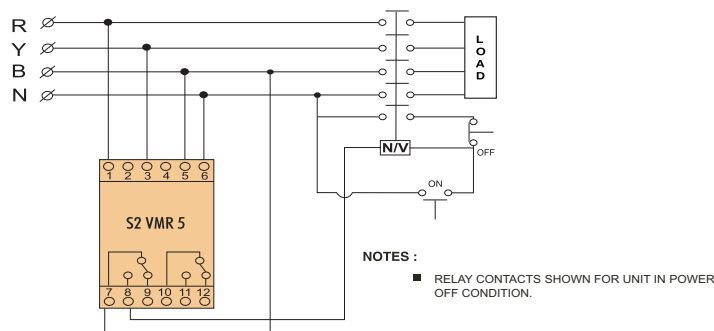 R
Y
B
N
LOAD
N/V
OFF
ON
1 2 3 4 5 6
S2 VMR 5
7 8 9 10 11 12
NOTES :
RELAY CONTACTS SHOWN FOR UNIT IN POWER
OFF CONDITION.